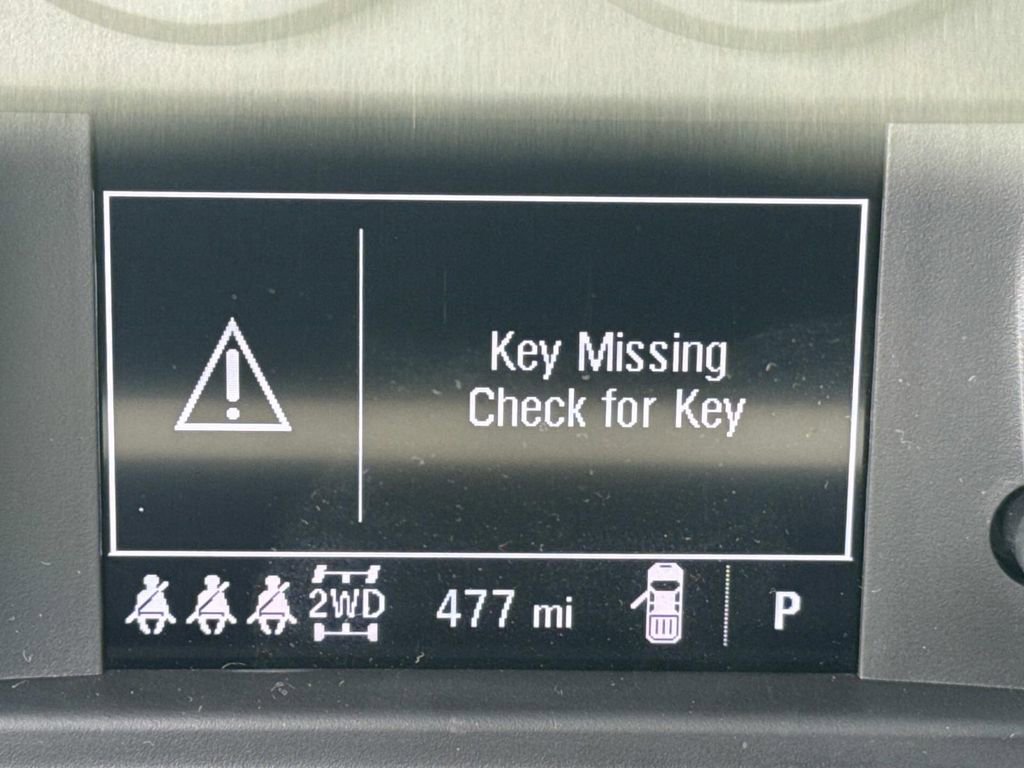 Key Missing
Check for Key
2WD
477 mi
P